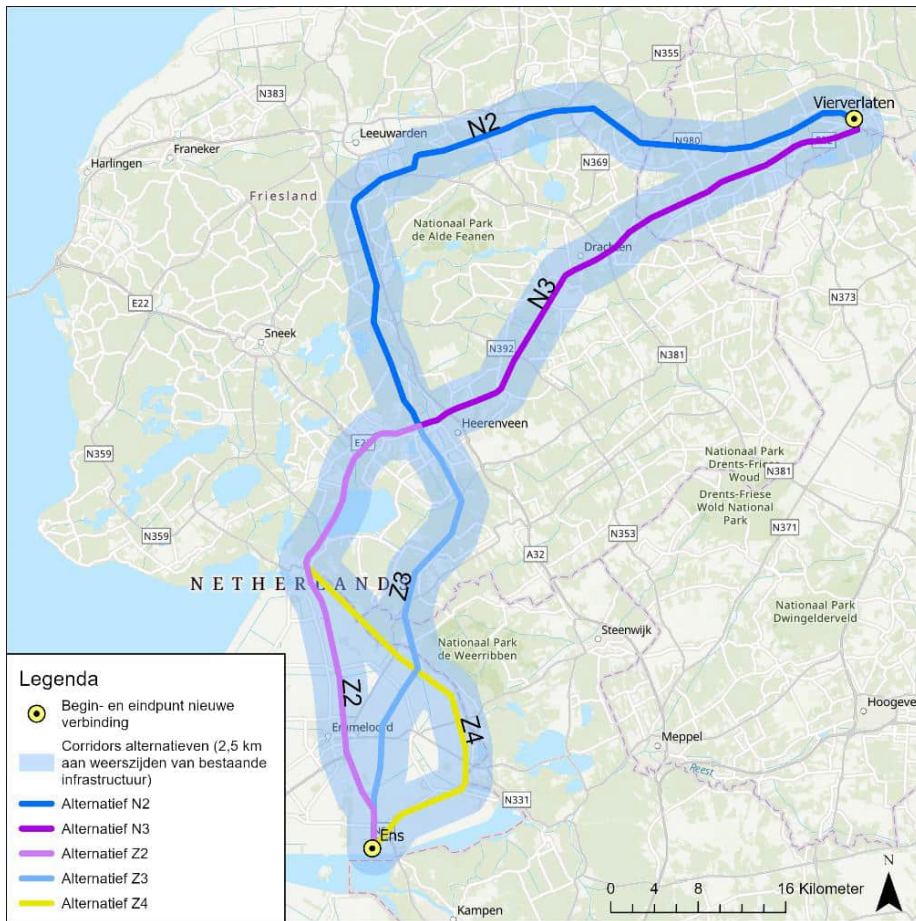 N355
N383
Vierverlaten
Leeuwarden
N2
N980
Franeker
Harlingen
N369
Friesland
Nationaal Park
de Alde Feanen
Drachten
N3
N373
E22
Sneek
N392
N381
Heerenveen
N359
Nationaal Park
Drents-Friese
Woud
N381
Drents-Friese
Wold National
Park
N371
N359
N353
A32
NETHERLAND
Z3
Nationaal Park
Dwingelderveld
Steenwijk
Nationaal Park
de Weerribben
Z2
Z4
Emmeloord
Hoogeve
Meppel
Reest
N331
Ens
Kampen
Legenda
Begin- en eindpunt nieuwe
verbinding
Corridors alternatieven (2,5 km
aan weerszijden van bestaande
infrastructuur)
Alternatief N2
Alternatief N3
Alternatief Z2
Alternatief Z3
Alternatief Z4
N
0 4 8 16 Kilometer